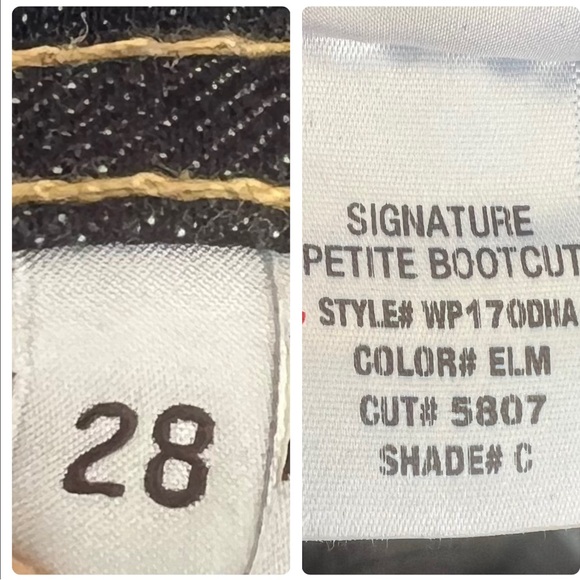 28
SIGNATURE
PETITE BOOTCUT
STYLE# WP170DHA
COLOR# ELM
CUT# 5807
SHADE# C